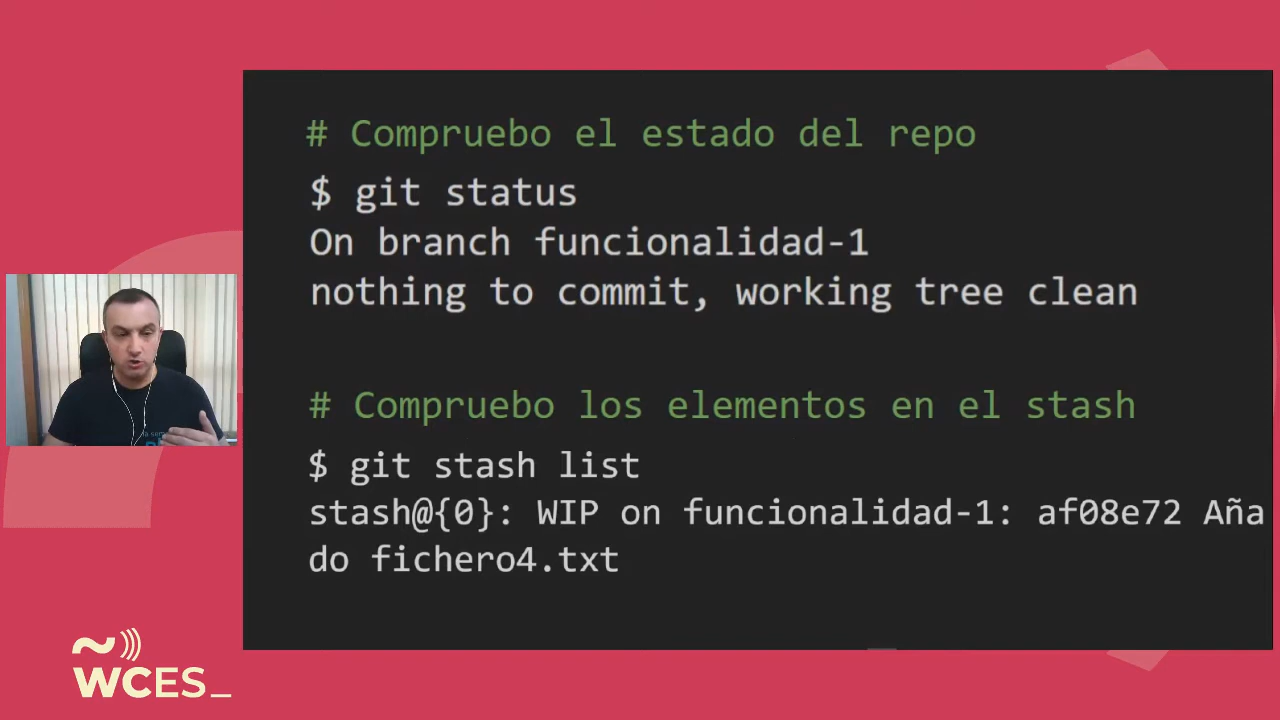 # Compruebo el estado del repo
$ git status
On branch funcionalidad-1
nothing to commit, working tree clean
# Compruebo los elementos en el stash
$ git stash list
stash@{0}: WIP on funcionalidad-1: af08e72 Aña
do fichero4.txt
WCES_